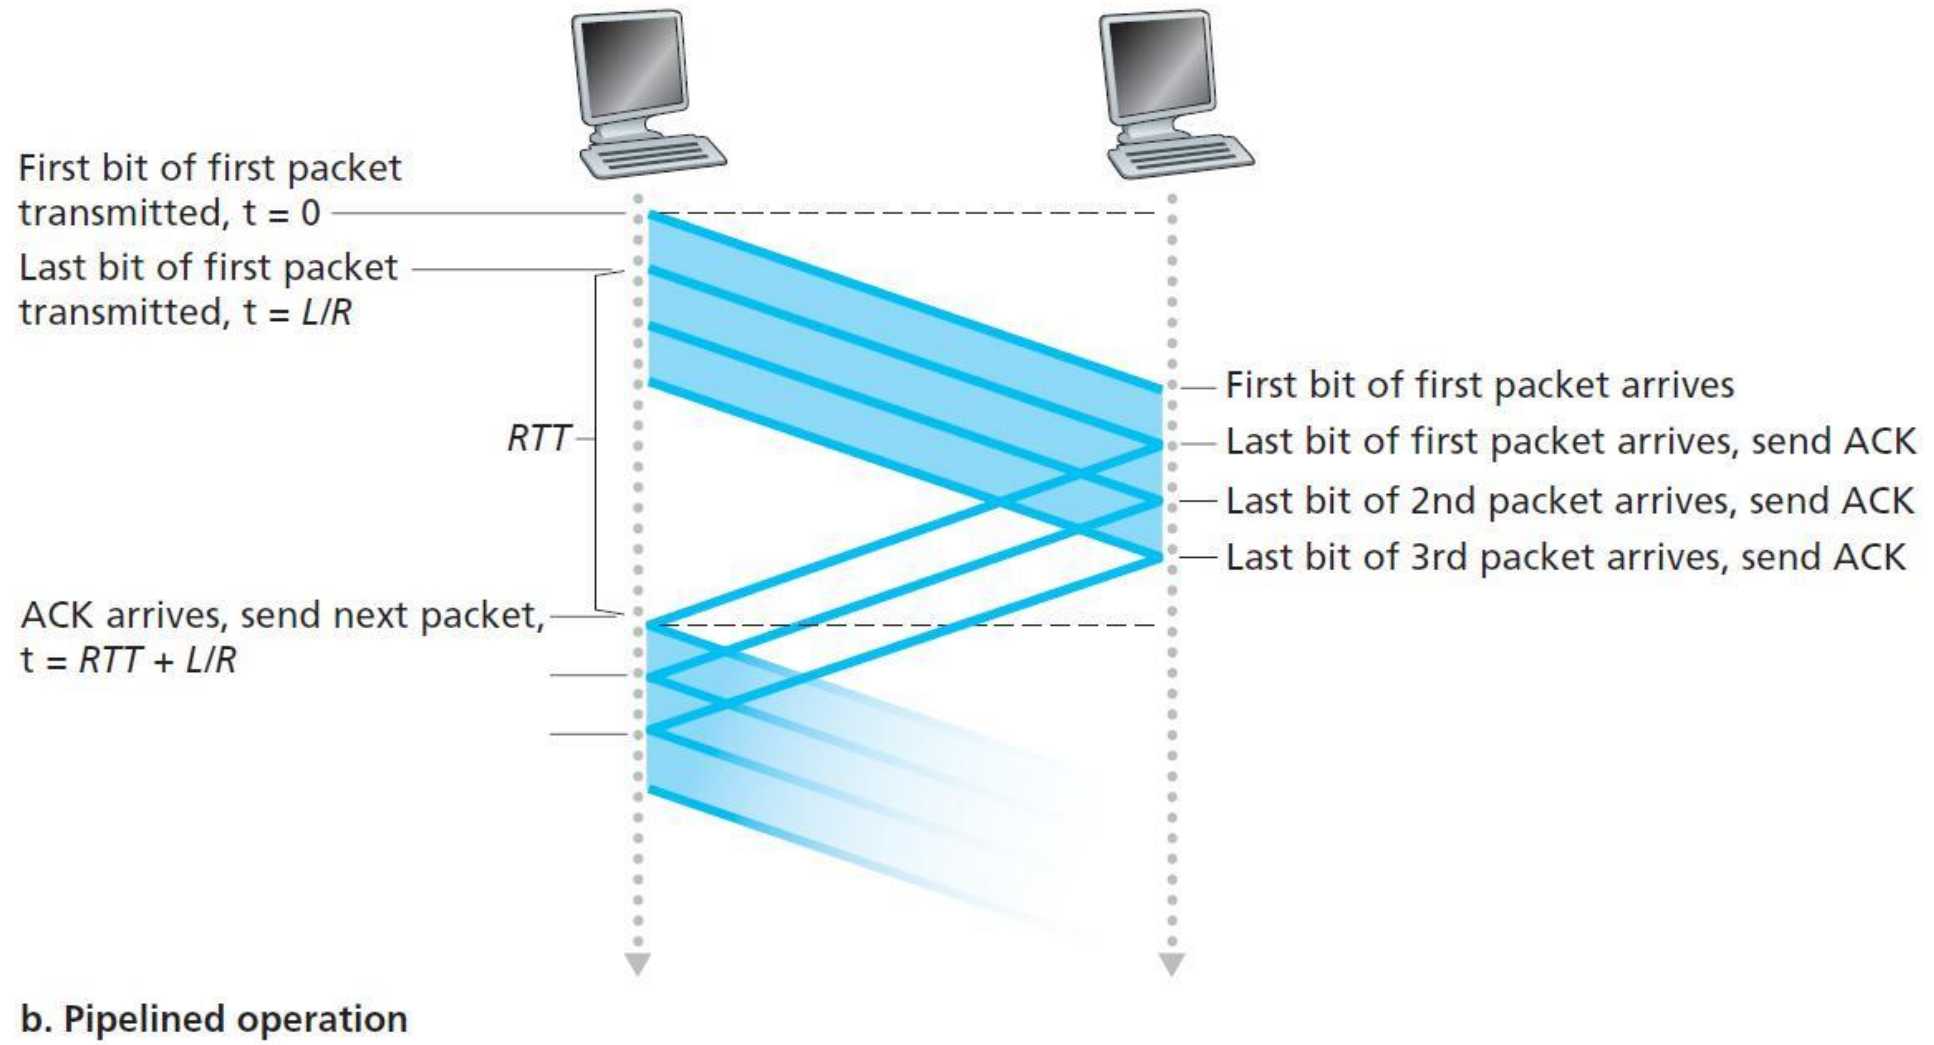 First bit of first packet
transmitted, t = 0
Last bit of first packet
transmitted, t = L/R
RTT
First bit of first packet arrives
Last bit of first packet arrives, send ACK
Last bit of 2nd packet arrives, send ACK
Last bit of 3rd packet arrives, send ACK
ACK arrives, send next packet,
t = RTT + L/R
b. Pipelined operation